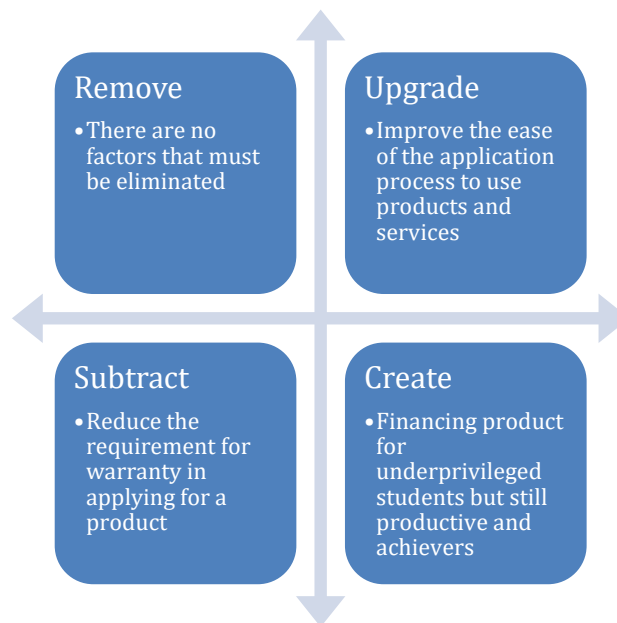 Remove
•There are no
factors that must
be eliminated
Upgrade
•Improve the ease
of the application
process to use
products and
services
Subtract
•Reduce the
requirement for
warranty in
applying for a
product
Create
•Financing product
for
underprivileged
students but still
productive and
achievers